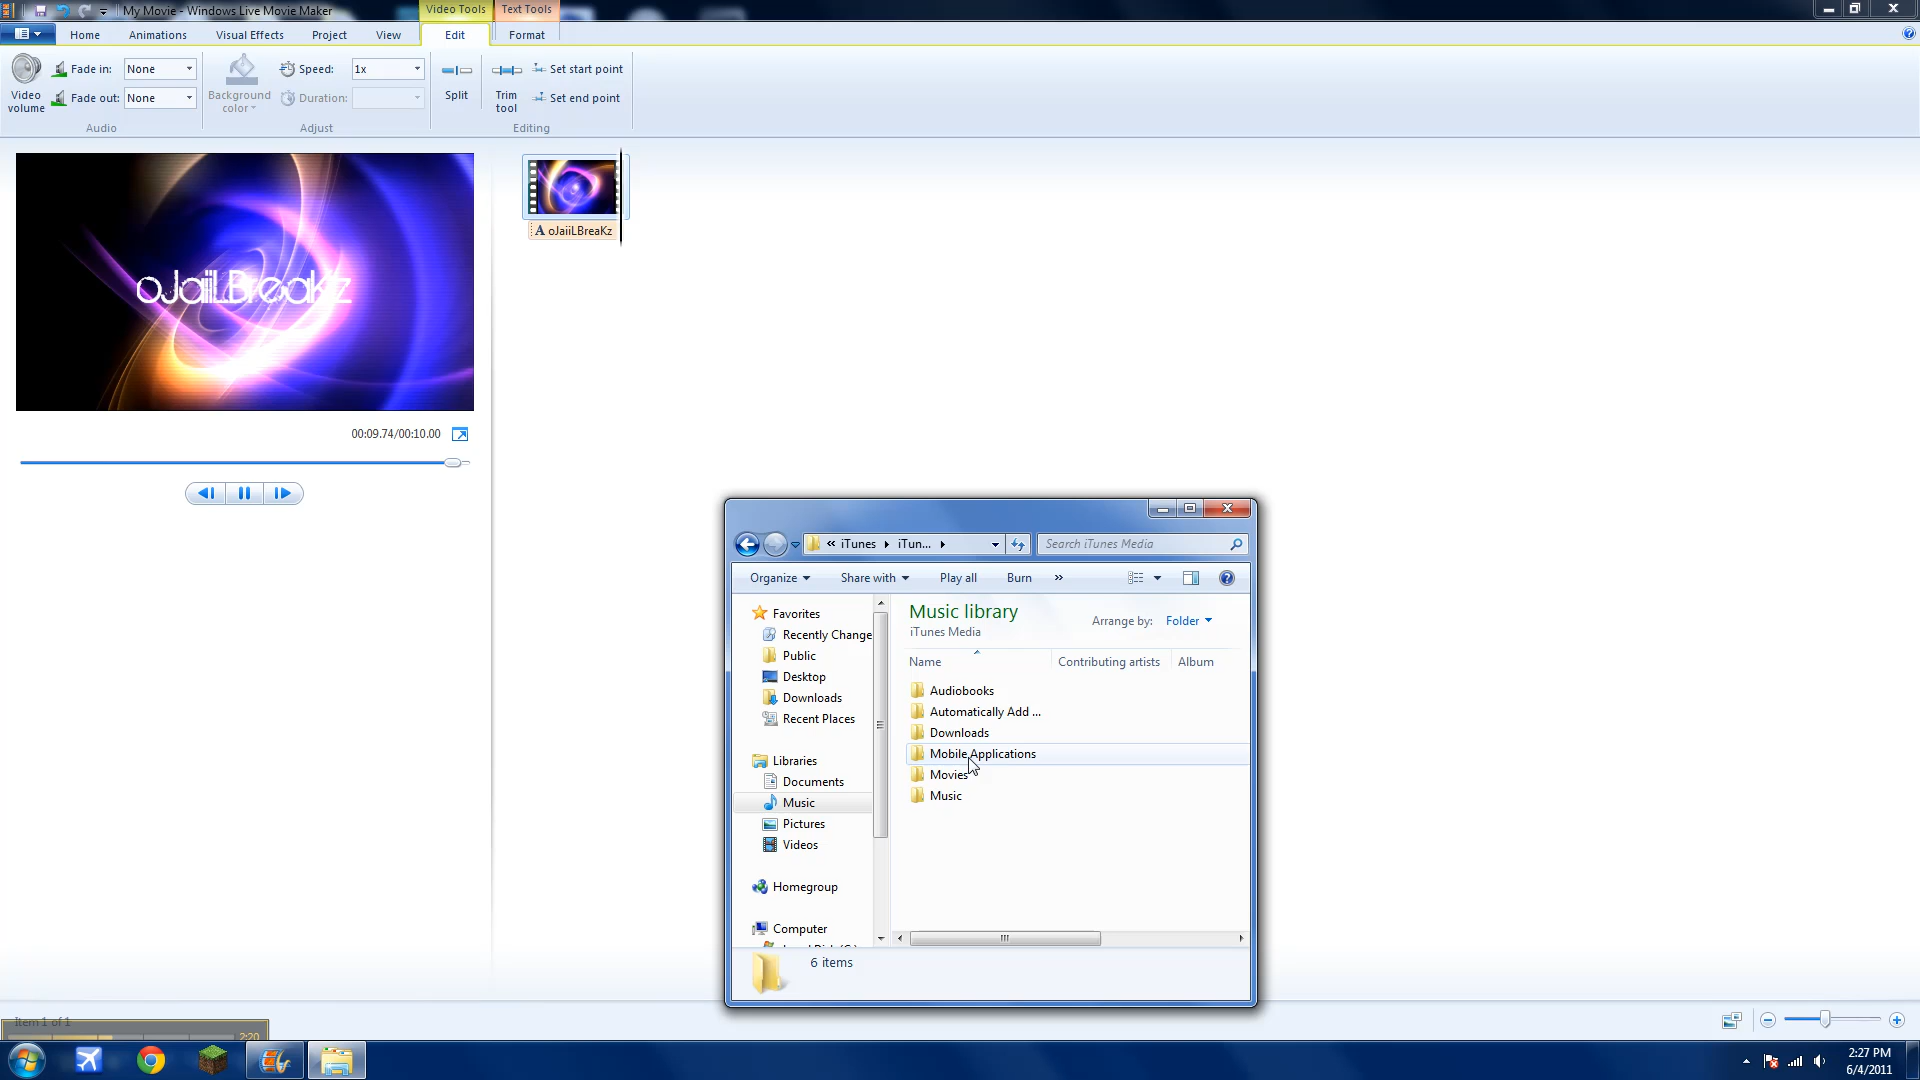 My Movie - Windows Live Movie Maker
Video Tools
Text Tools
Home
Animations
Visual Effects
Project
View
Edit
Format
Video volume
Fade in:
None
Fade out:
None
Audio
Background color
Speed:
1x
Duration:
Adjust
Split
Trim tool
Set start point
Set end point
Editing
oJaiiLBreaKz
A oJaiiLBreaKz
00:09.74/00:10.00
« iTunes
iTun...
Search iTunes Media
Organize
Share with
Play all
Burn
»
Favorites
Recently Change
Public
Desktop
Downloads
Recent Places
Libraries
Documents
Music
Pictures
Videos
Homegroup
Computer
Music library
iTunes Media
Arrange by:
Folder
Name
Contributing artists
Album
Audiobooks
Automatically Add ...
Downloads
Mobile Applications
Movies
Music
6 items
Item 1 of 1
2:20
2:27 PM
6/4/2011